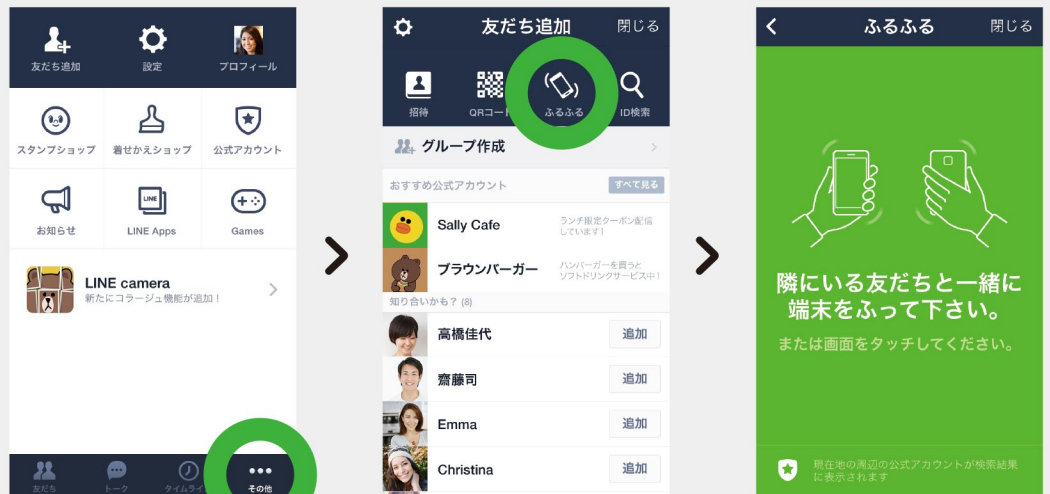 友だち追加
設定
プロフィール
スタンプショップ
着せかえショップ
公式アカウント
お知らせ
LINE
LINE Apps
Games
LINE camera
新たにコラージュ機能が追加！
友だち
トーク
タイムライ
その他
友だち追加
閉じる
招待
QRコード
ふるふる
ID検索
グループ作成
おすすめ公式アカウント
すべて見る
Sally Cafe
ランチ限定クーポン配信
しています！
ブラウンバーガー
ハンバーガーを買うと
ソフトドリンクサービス中！
知り合いかも？ (8)
高橋佳代
追加
齋藤司
追加
Emma
追加
Christina
追加
ふるふる
閉じる
隣にいる友だちと一緒に
端末をふって下さい。
または画面をタッチしてください。
現在地の周辺の公式アカウントが検索結果
に表示されます